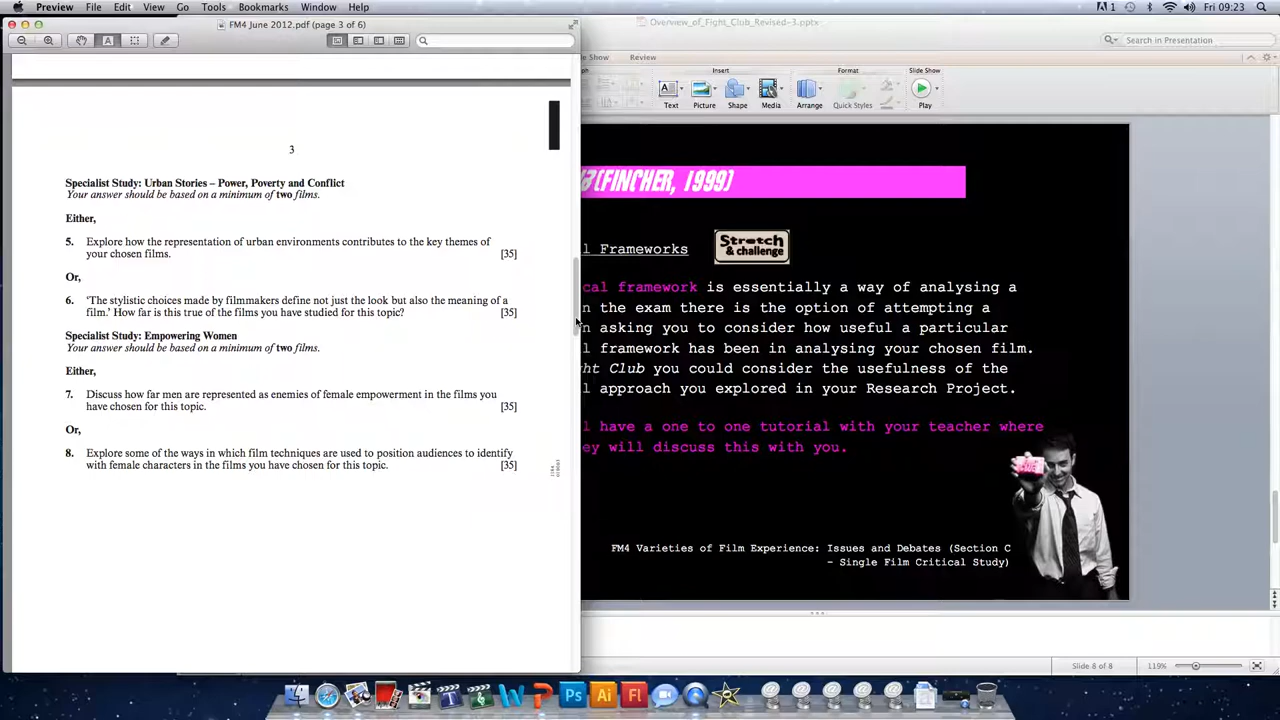 Preview File Edit View Go Tools Bookmarks Window Help
1 Fri 09:23
FM4 June 2012.pdf (page 3 of 6)
Overview_of_Fight_Club_Revised-3.pptx
Search in Presentation
Show Review
Insert Format Slide Show
Text Picture Shape Media Arrange Quick Styles Play
3
Specialist Study: Urban Stories – Power, Poverty and Conflict
Your answer should be based on a minimum of two films.
Either,
5. Explore how the representation of urban environments contributes to the key themes of
your chosen films. [35]
Or,
6. ‘The stylistic choices made by filmmakers define not just the look but also the meaning of a
film.’ How far is this true of the films you have studied for this topic? [35]
Specialist Study: Empowering Women
Your answer should be based on a minimum of two films.
Either,
7. Discuss how far men are represented as enemies of female empowerment in the films you
have chosen for this topic. [35]
Or,
8. Explore some of the ways in which film techniques are used to position audiences to identify
with female characters in the films you have chosen for this topic. [35]
(FINCHER, 1999)
l Frameworks
Stretch
& challenge
cal framework is essentially a way of analysing a
n the exam there is the option of attempting a
n asking you to consider how useful a particular
l framework has been in analysing your chosen film.
ht Club you could consider the usefulness of the
l approach you explored in your Research Project.
l have a one to one tutorial with your teacher where
ey will discuss this with you.
FM4 Varieties of Film Experience: Issues and Debates (Section C
– Single Film Critical Study)
Slide 8 of 8 119%
W P Ps Ai Fl